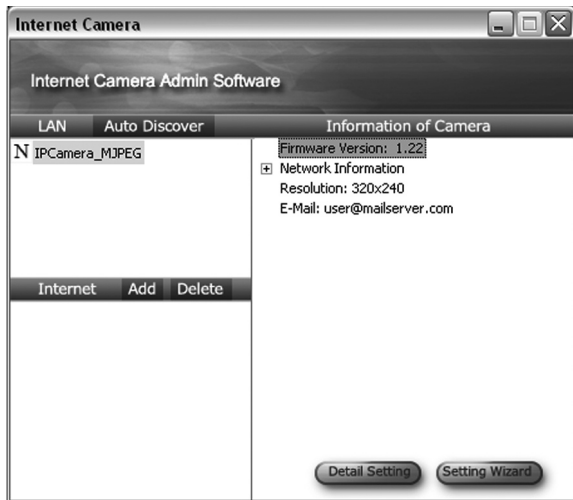 Internet Camera
Internet Camera Admin Software
LAN Auto Discover
Information of Camera
N IPCamera_MJPEG
Firmware Version: 1.22
Network Information
Resolution: 320x240
E-Mail: user@mailserver.com
Internet Add Delete
Detail Setting
Setting Wizard